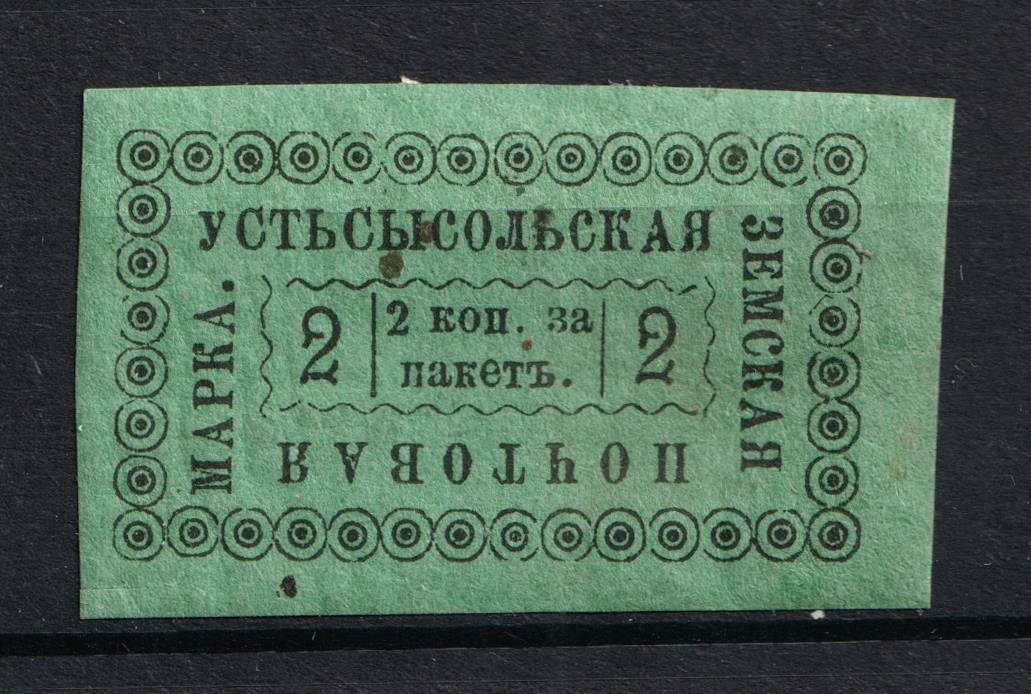 УСТЬСЫСОЛЬСКАЯ
ЗЕМСКАЯ
ПОЧТОВАЯ
МАРКА.
2
2 коп. за
пакетъ.
2